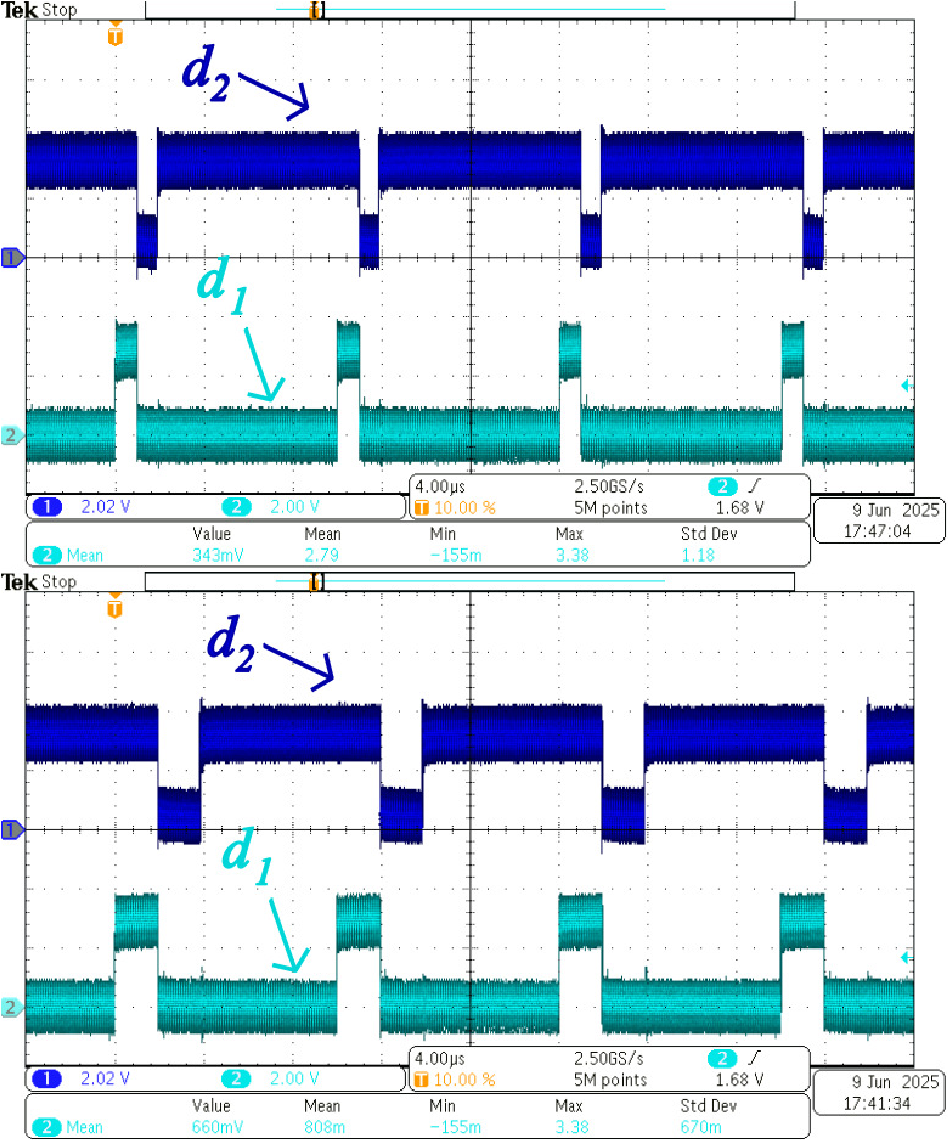 Tek Stop
T
d2
1
d1
2
4.00µs 2.50GS/s 2 1.68 V
1 2.02 V 2 2.00 V T 10.00 % 5M points
9 Jun 2025
17:47:04
Value Mean Min Max Std Dev
2 Mean 343mV 2.79 −155m 3.38 1.18
Tek Stop
T
d2
1
d1
2
4.00µs 2.50GS/s 2 1.68 V
1 2.02 V 2 2.00 V T 10.00 % 5M points
9 Jun 2025
17:41:34
Value Mean Min Max Std Dev
2 Mean 660mV 808m −155m 3.38 670m